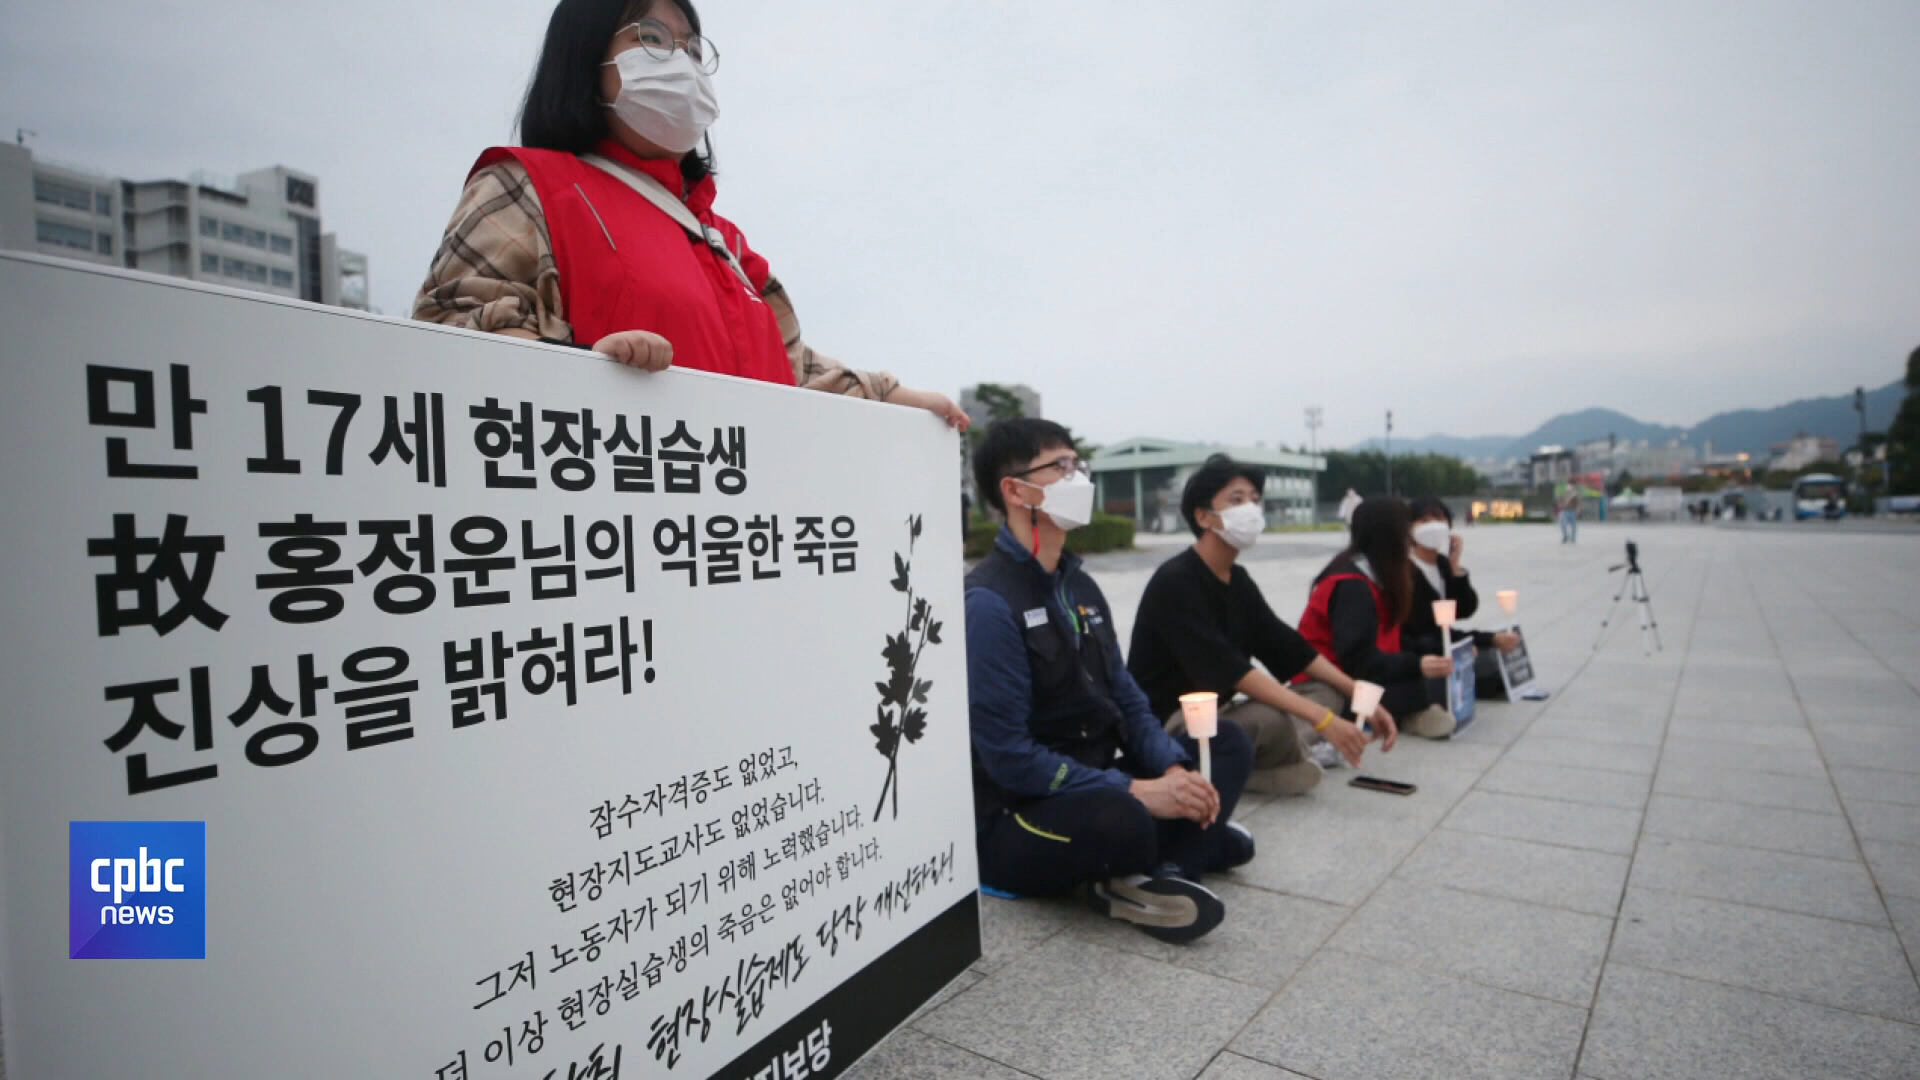 만 17세 현장실습생
故 홍정운님의 억울한 죽음
진상을 밝혀라!
잠수자격증도 없었고,
현장지도교사도 없었습니다.
그저 노동자가 되기 위해 노력했습니다.
더 이상 현장실습생의 죽음은 없어야 합니다.
현장실습제도 당장 개선하라!
진보당
cpbc
news